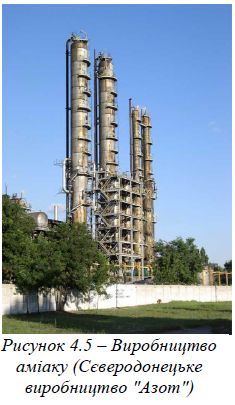 Рисунок 4.5 – Виробництво
аміаку (Сєверодонецьке
виробництво "Азот")